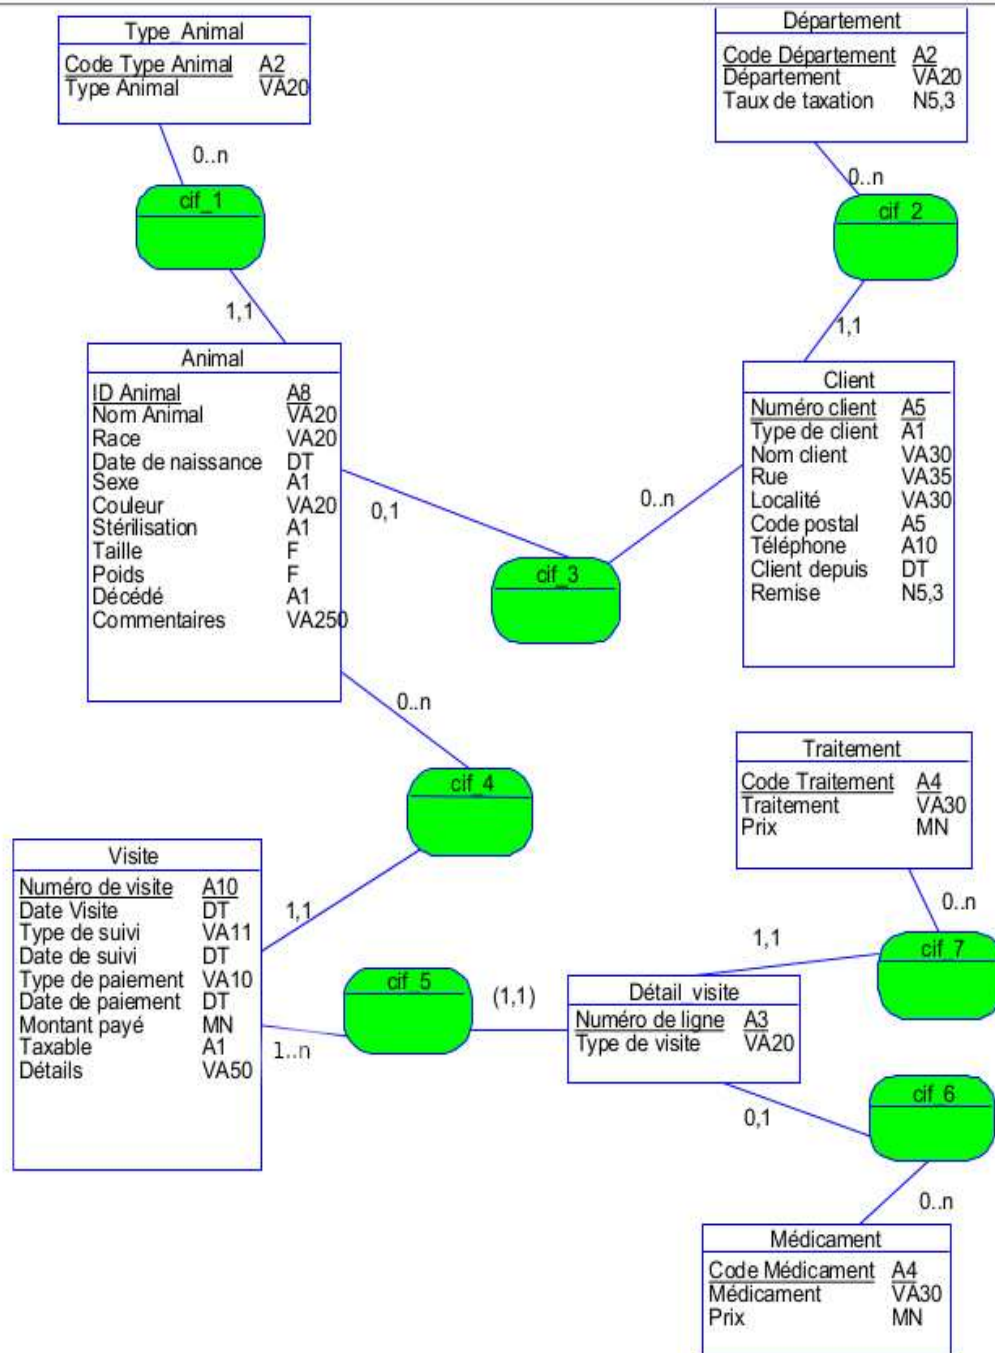 Type_Animal
Code Type Animal A2
Type Animal VA20
0..n
cif_1
1,1
Département
Code Département A2
Département VA20
Taux de taxation N5,3
0..n
cif_2
1,1
Animal
ID Animal A8
Nom Animal VA20
Race VA20
Date de naissance DT
Sexe A1
Couleur VA20
Stérilisation A1
Taille F
Poids F
Décédé A1
Commentaires VA250
0,1
cif_3
0..n
Client
Numéro client A5
Type de client A1
Nom client VA30
Rue VA35
Localité VA30
Code postal A5
Téléphone A10
Client depuis DT
Remise N5,3
0..n
cif_4
1,1
Visite
Numéro de visite A10
Date Visite DT
Type de suivi VA11
Date de suivi DT
Type de paiement VA10
Date de paiement DT
Montant payé MN
Taxable A1
Détails VA50
1..n
cif_5
(1,1)
Détail_visite
Numéro de ligne A3
Type de visite VA20
Traitement
Code Traitement A4
Traitement VA30
Prix MN
0..n
cif_7
1,1
0,1
cif_6
0..n
Médicament
Code Médicament A4
Médicament VA30
Prix MN